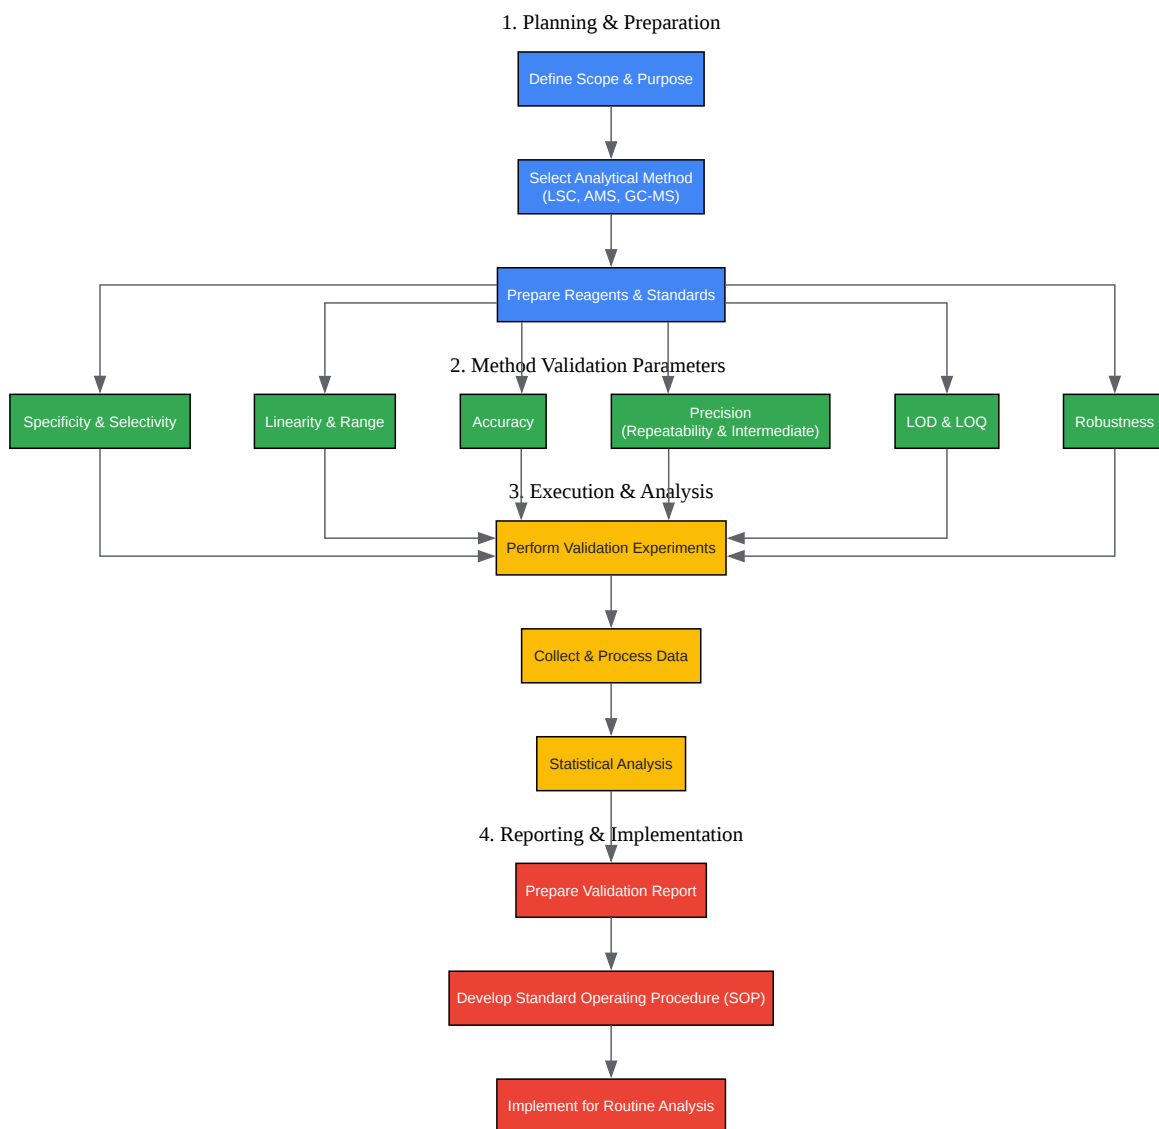 1. Planning & Preparation
Define Scope & Purpose
Select Analytical Method
(LSC, AMS, GC-MS)
Prepare Reagents & Standards
2. Method Validation Parameters
Specificity & Selectivity
Linearity & Range
Accuracy
Precision
(Repeatability & Intermediate)
LOD & LOQ
Robustness
3. Execution & Analysis
Perform Validation Experiments
Collect & Process Data
Statistical Analysis
4. Reporting & Implementation
Prepare Validation Report
Develop Standard Operating Procedure (SOP)
Implement for Routine Analysis